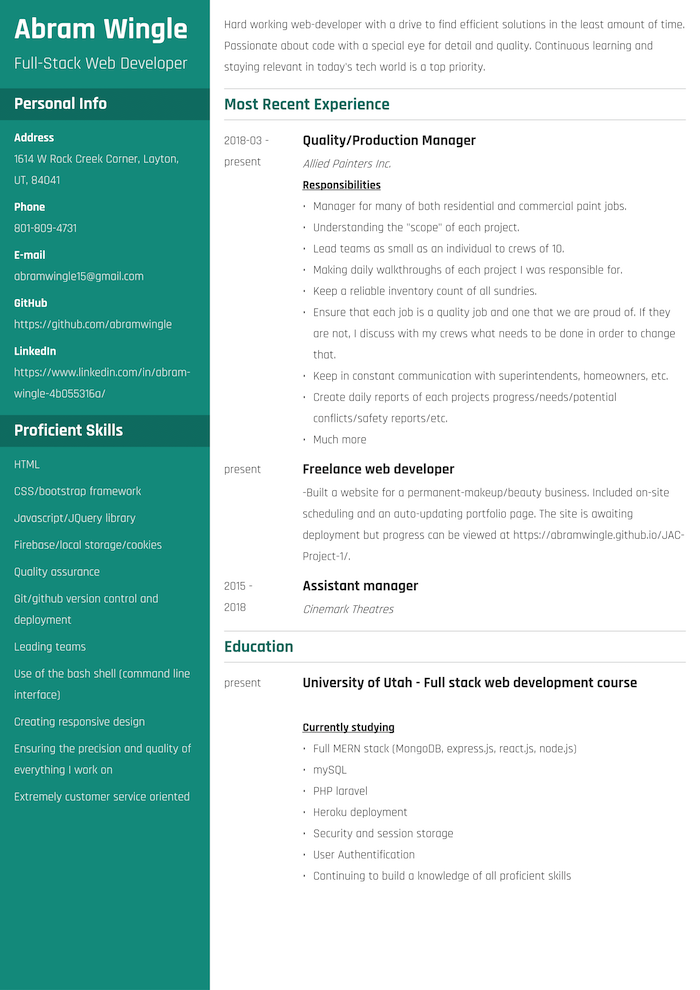 Abram Wingle
Full-Stack Web Developer
Personal Info
Address
1614 W Rock Creek Corner, Layton,
UT, 84041
Phone
801-809-4731
E-mail
abramwingle15@gmail.com
GitHub
https://github.com/abramwingle
LinkedIn
https://www.linkedin.com/in/abram-
wingle-4b055316a/
Proficient Skills
HTML
CSS/bootstrap framework
Javascript/JQuery library
Firebase/local storage/cookies
Quality assurance
Git/github version control and
deployment
Leading teams
Use of the bash shell (command line
interface)
Creating responsive design
Ensuring the precision and quality of
everything I work on
Extremely customer service oriented
Hard working web-developer with a drive to find efficient solutions in the least amount of time.
Passionate about code with a special eye for detail and quality. Continuous learning and
staying relevant in today's tech world is a top priority.
Most Recent Experience
2018-03 -
present
Quality/Production Manager
Allied Painters Inc.
Responsibilities
• Manager for many of both residential and commercial paint jobs.
• Understanding the "scope" of each project.
• Lead teams as small as an individual to crews of 10.
• Making daily walkthroughs of each project I was responsible for.
• Keep a reliable inventory count of all sundries.
• Ensure that each job is a quality job and one that we are proud of. If they
are not, I discuss with my crews what needs to be done in order to change
that.
• Keep in constant communication with superintendents, homeowners, etc.
• Create daily reports of each projects progress/needs/potential
conflicts/safety reports/etc.
• Much more
present
Freelance web developer
-Built a website for a permanent-makeup/beauty business. Included on-site
scheduling and an auto-updating portfolio page. The site is awaiting
deployment but progress can be viewed at https://abramwingle.github.io/JAC-
Project-1/.
2015 -
2018
Assistant manager
Cinemark Theatres
Education
present
University of Utah - Full stack web development course
Currently studying
• Full MERN stack (MongoDB, express.js, react.js, node.js)
• mySQL
• PHP laravel
• Heroku deployment
• Security and session storage
• User Authentification
• Continuing to build a knowledge of all proficient skills